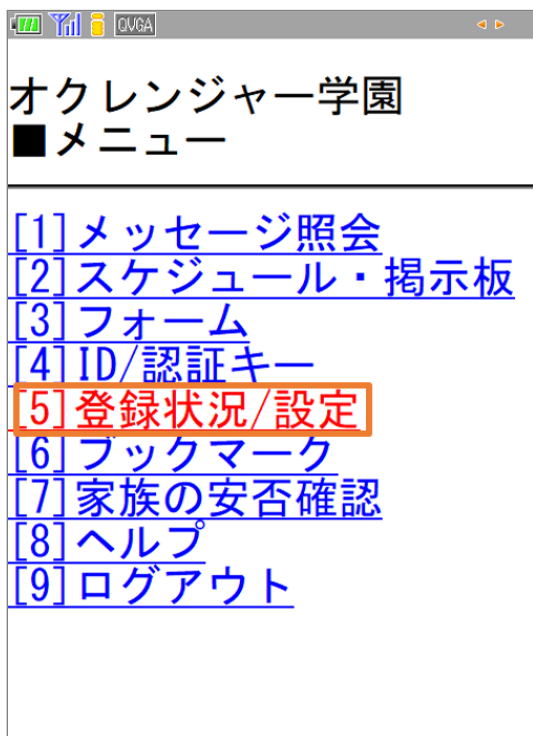 QVGA
オクレンジャー学園
■メニュー
[1]メッセージ照会
[2]スケジュール・掲示板
[3]フォーム
[4]ID/認証キー
[5]登録状況/設定
[6]ブックマーク
[7]家族の安否確認
[8]ヘルプ
[9]ログアウト